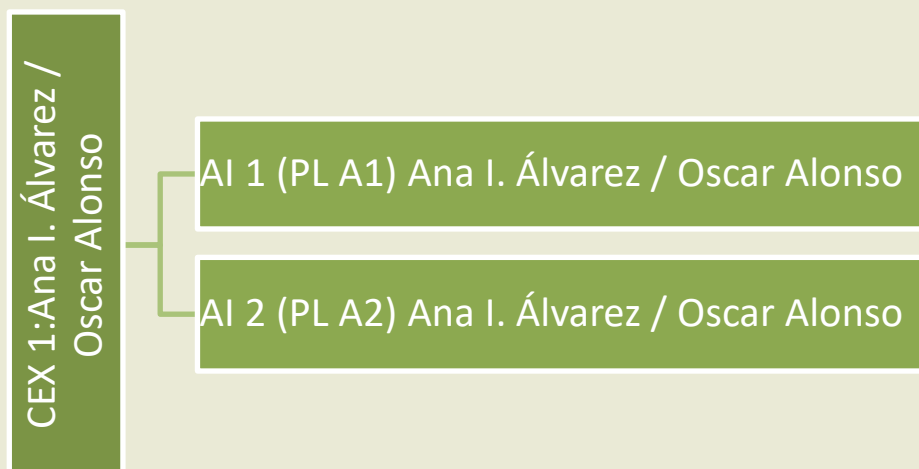 CEX 1:Ana I. Álvarez /
Oscar Alonso
AI 1 (PL A1) Ana I. Álvarez / Oscar Alonso
AI 2 (PL A2) Ana I. Álvarez / Oscar Alonso